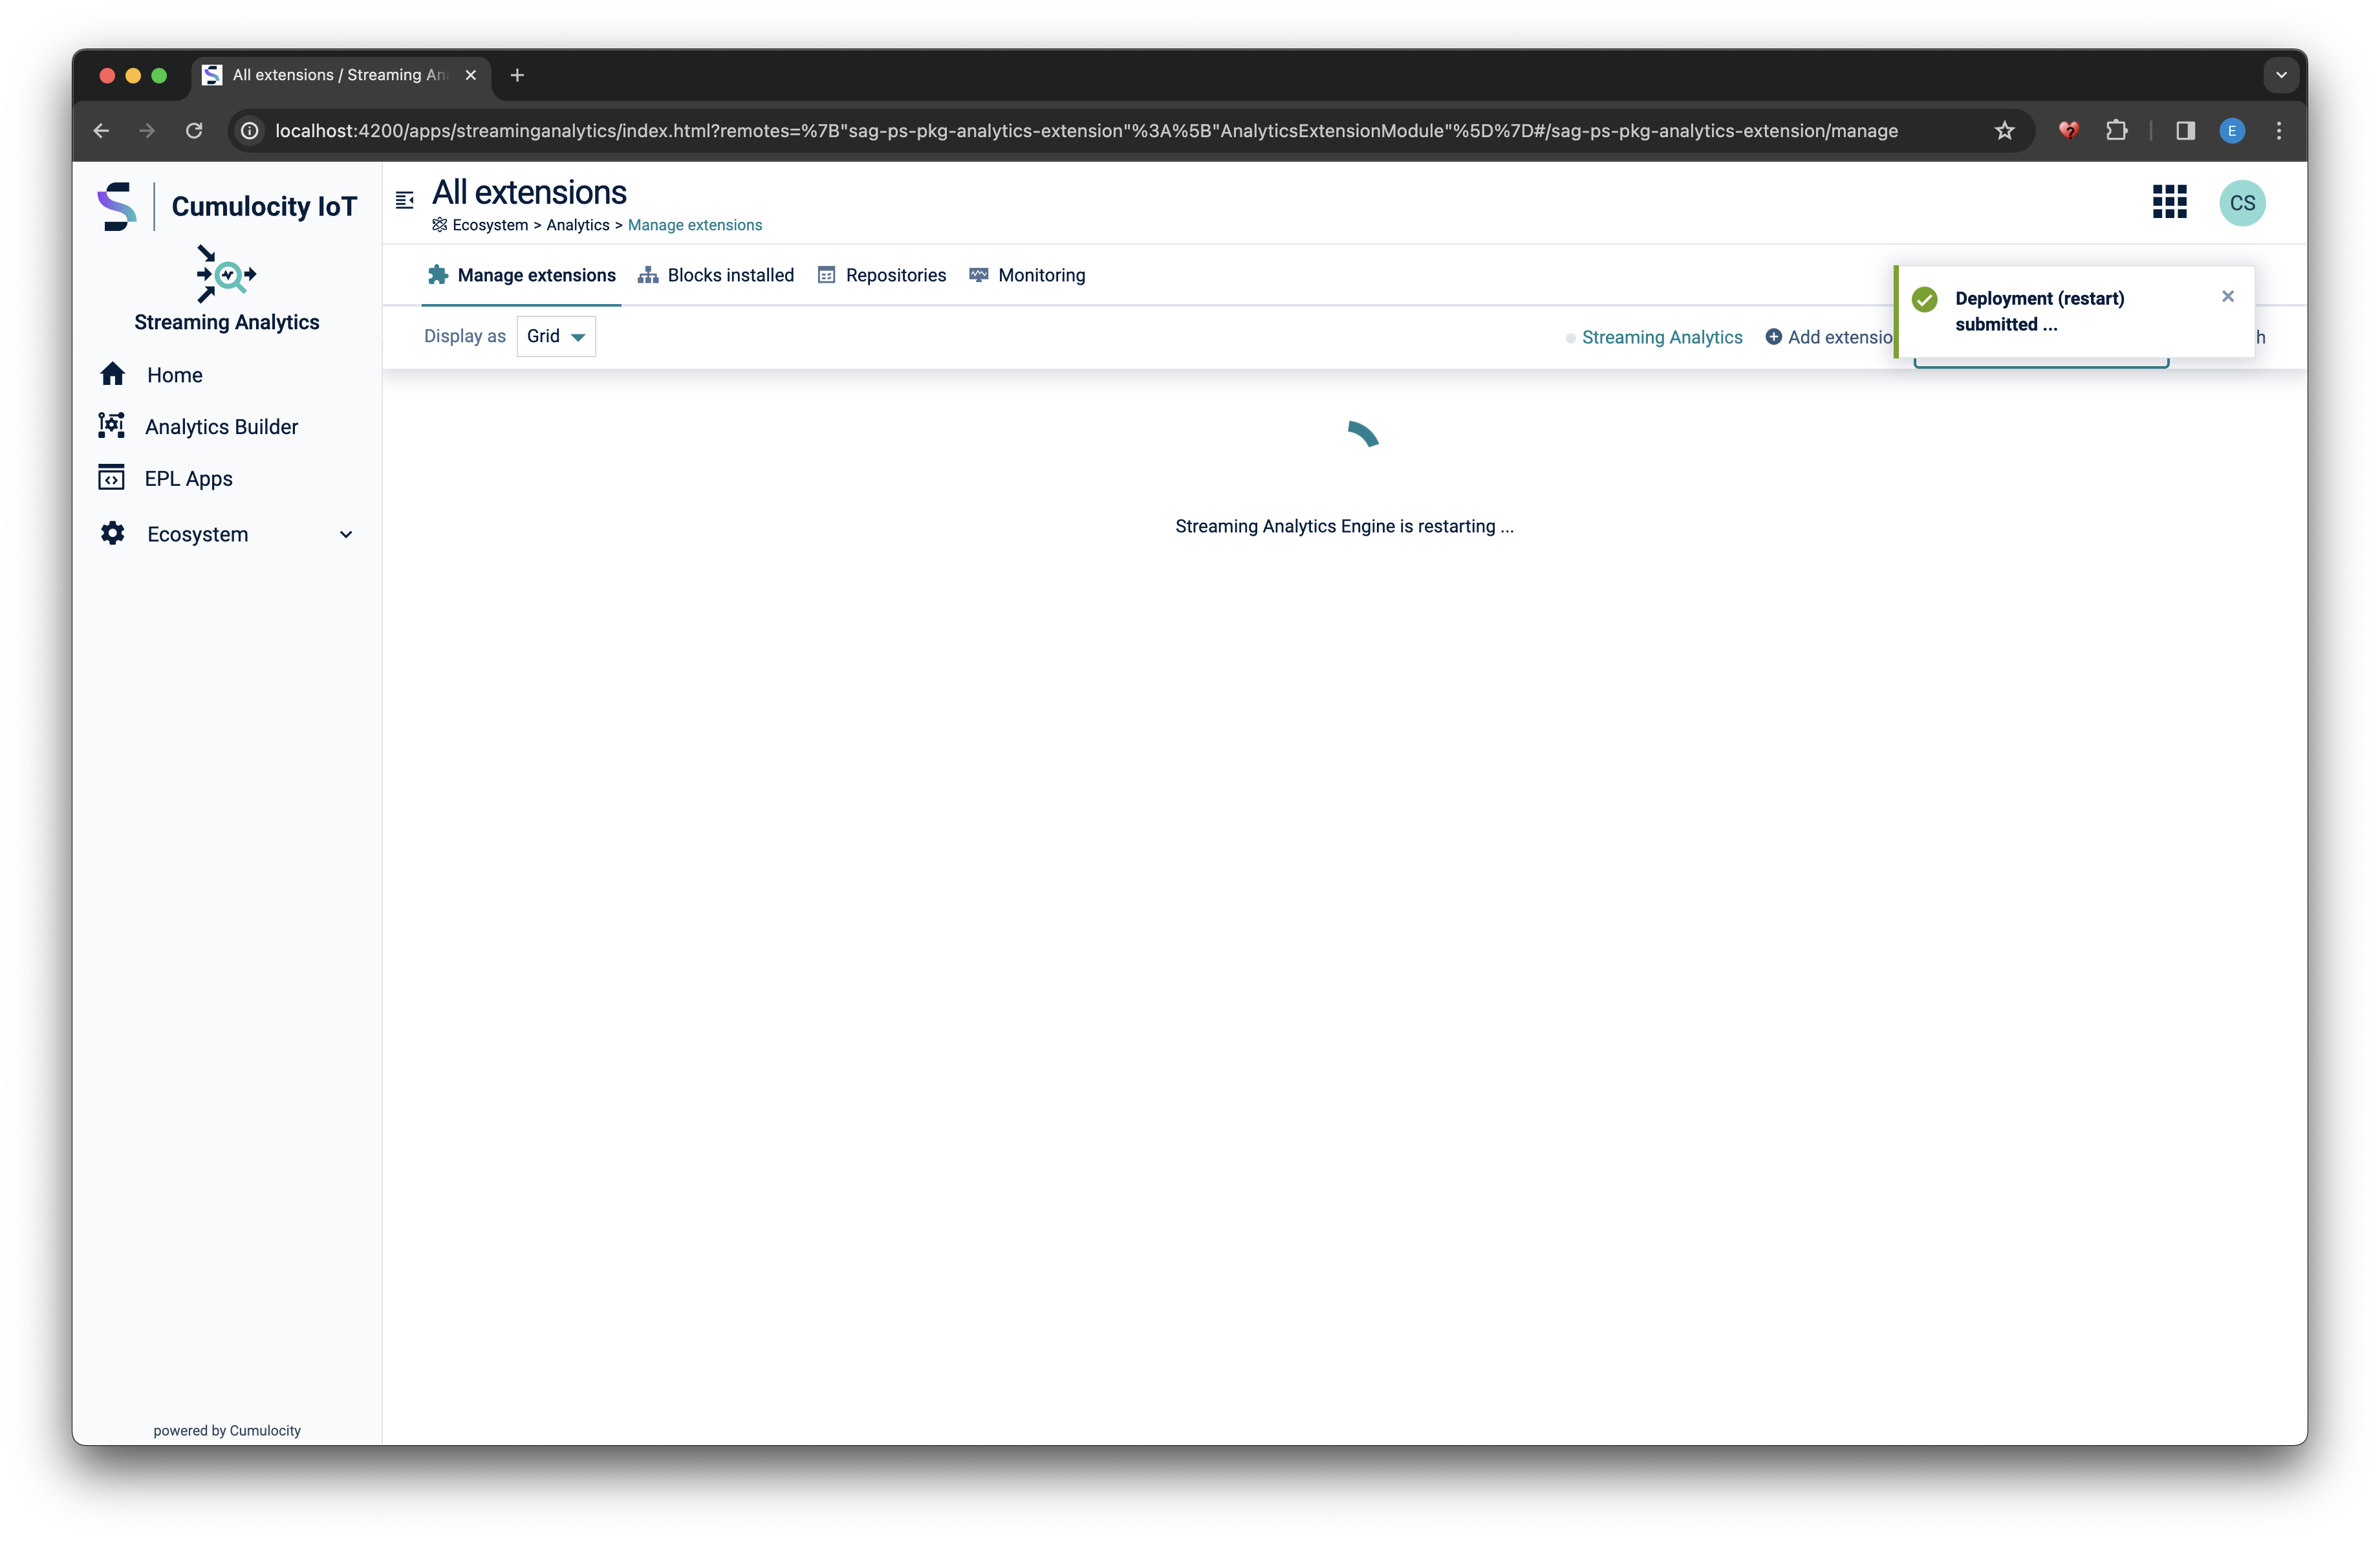 All extensions / Streaming An
localhost:4200/apps/streaminganalytics/index.html?remotes=%7B"sag-ps-pkg-analytics-extension"%3A%5B"AnalyticsExtensionModule"%5D%7D#/sag-ps-pkg-analytics-extension/manage
E
Cumulocity IoT
Streaming Analytics
Home
Analytics Builder
EPL Apps
Ecosystem
powered by Cumulocity
All extensions
Ecosystem > Analytics > Manage extensions
CS
Manage extensions
Blocks installed
Repositories
Monitoring
Display as
Grid
Streaming Analytics
Add extensio
h
Deployment (restart)
submitted ...
Streaming Analytics Engine is restarting ...